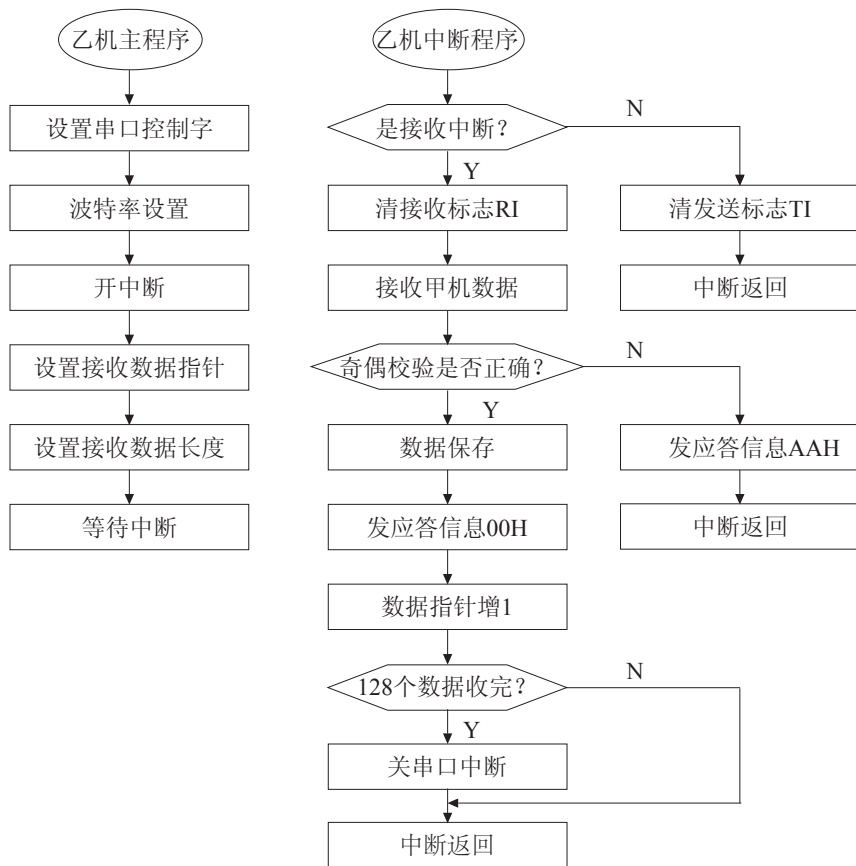 乙机主程序
设置串口控制字
波特率设置
开中断
设置接收数据指针
设置接收数据长度
等待中断
乙机中断程序
是接收中断？
N
Y
清接收标志RI
清发送标志TI
接收甲机数据
中断返回
奇偶校验是否正确？
N
Y
数据保存
发应答信息AAH
发应答信息00H
中断返回
数据指针增1
128个数据收完？
N
Y
关串口中断
中断返回